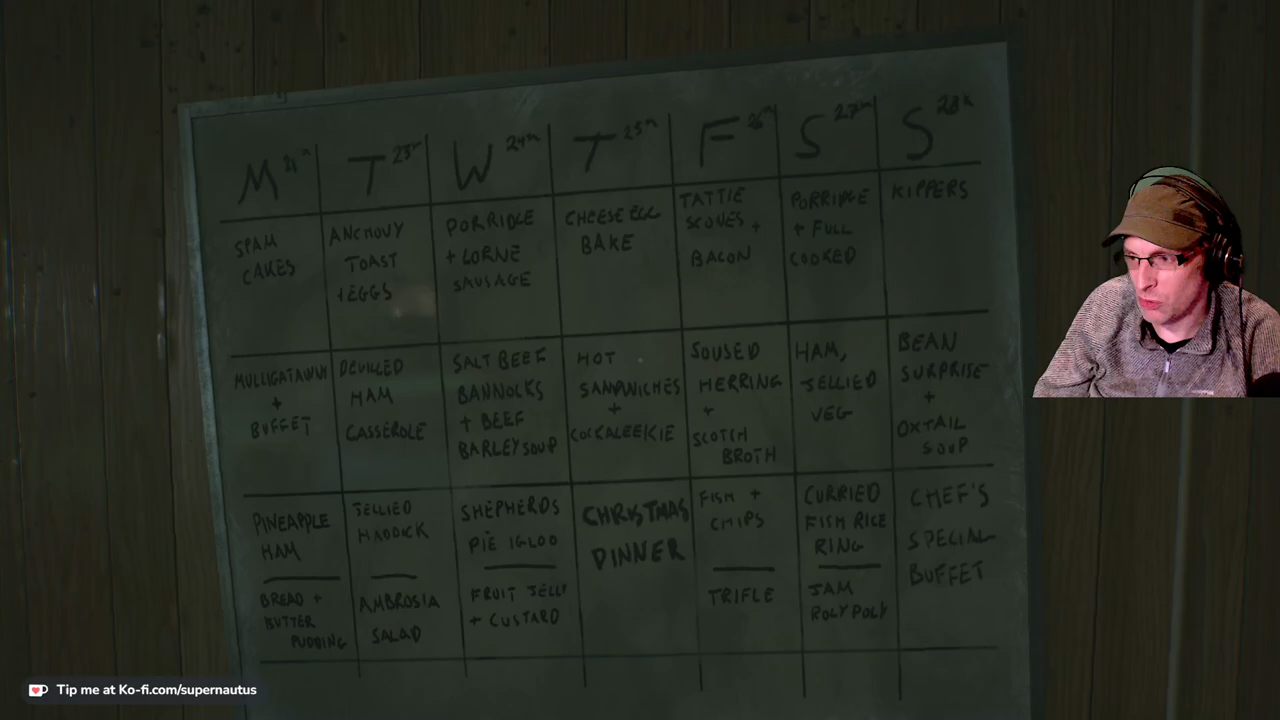 M 21st T 23rd W 24th T 25th F 26th S 27th S 28th
SPAM CAKES
ANCHOVY TOAST + EGGS
PORRIDGE + LORNE SAUSAGE
CHEESE EGG BAKE
TATTIE SCONES + BACON
PORRIDGE + FULL COOKED
KIPPERS
MULLIGATAWNY + BUFFET
DEVILLED HAM CASSEROLE
SALT BEEF BANNOCKS + BEEF BARLEY SOUP
HOT SANDWICHES + COCKALEEKIE
SOUSED HERRING + SCOTCH BROTH
HAM, JELLIED VEG
BEAN SURPRISE + OXTAIL SOUP
PINEAPPLE HAM
BREAD + BUTTER PUDDING
JELLIED HADDICK
AMBROSIA SALAD
SHEPHERDS PIE IGLOO
FRUIT JELLY + CUSTARD
CHRISTMAS DINNER
FISH + CHIPS
TRIFLE
CURRIED FISH RICE RING
JAM ROLY POLY
CHEF'S SPECIAL BUFFET
Tip me at Ko-fi.com/supernautus